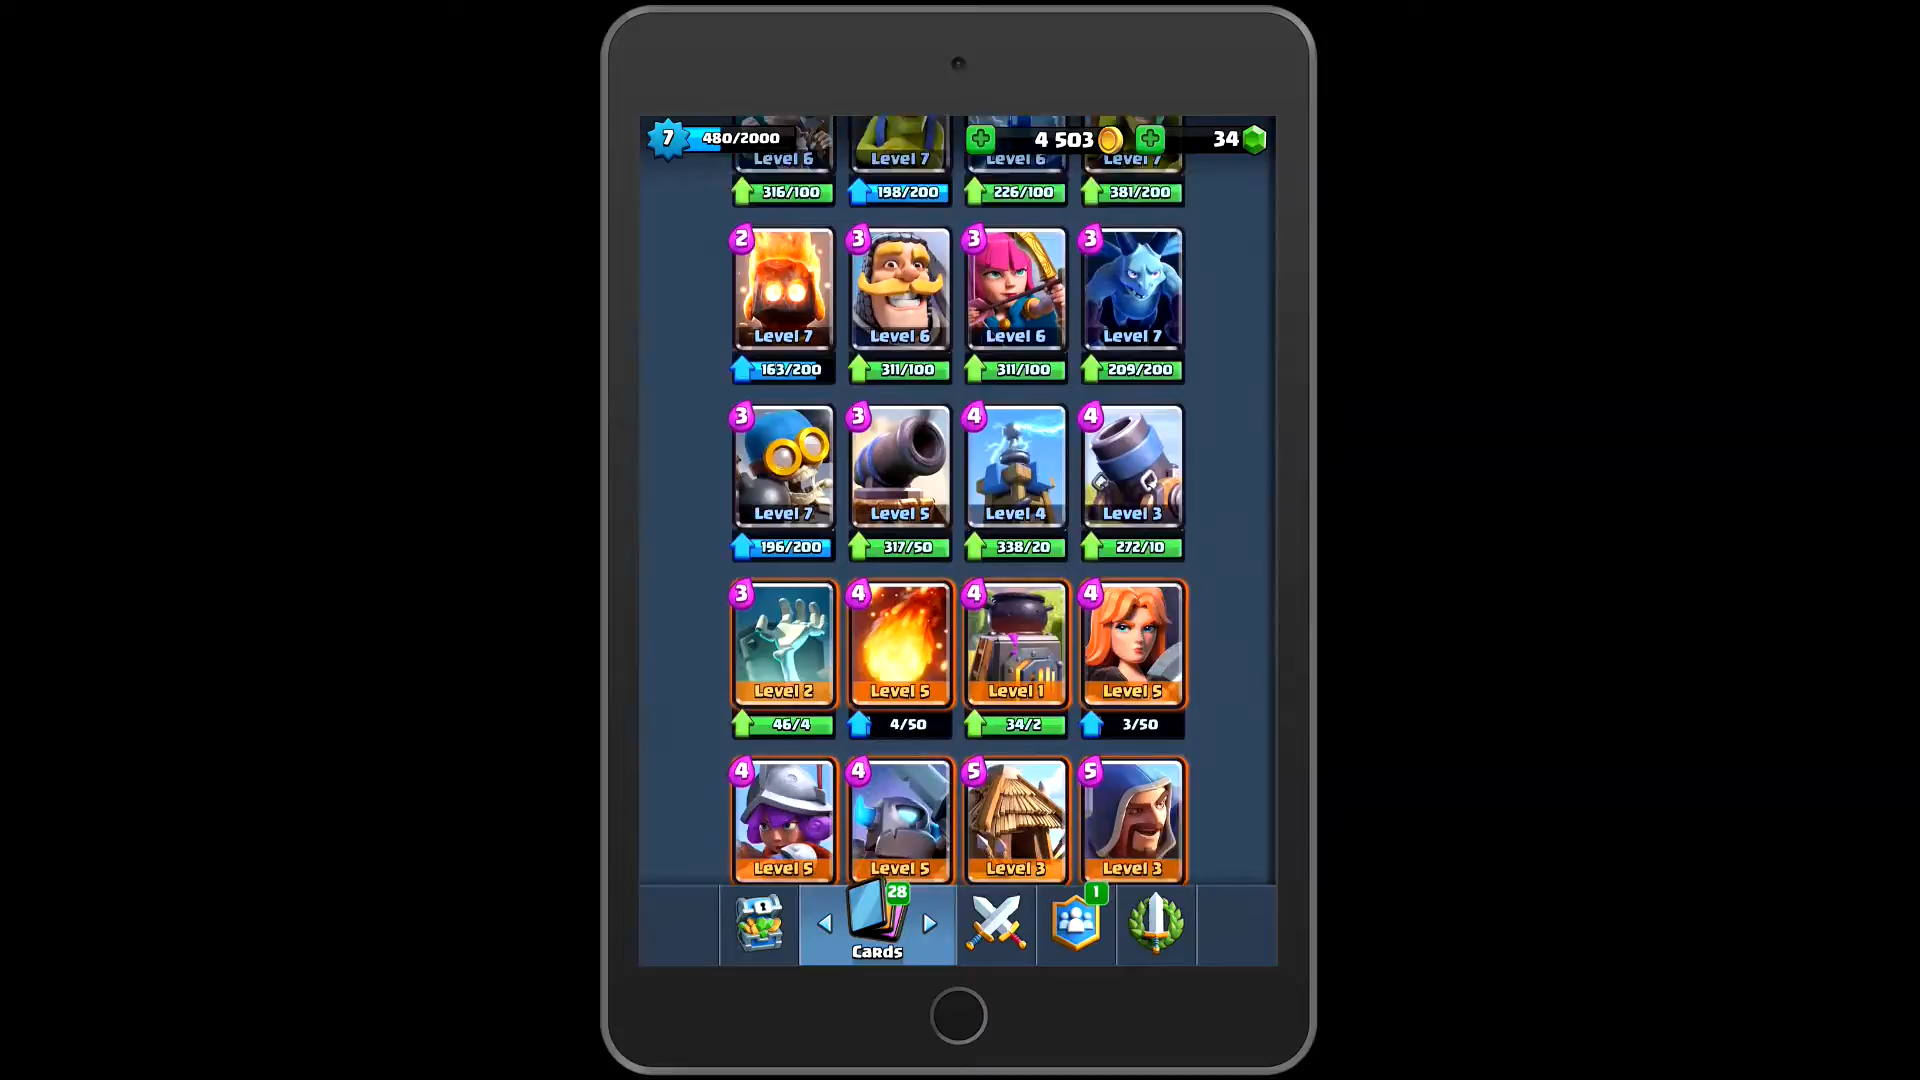 7 480/2000 4 503 34
Level 6 Level 7 Level 6 Level 7
316/100 198/200 226/100 381/200
2 3 3 3
Level 7 Level 6 Level 6 Level 7
163/200 311/100 311/100 209/200
3 3 4 4
Level 7 Level 5 Level 4 Level 3
196/200 317/50 338/20 272/10
3 4 4 4
Level 2 Level 5 Level 1 Level 5
46/4 4/50 34/2 3/50
4 4 5 5
Level 5 Level 5 Level 3 Level 3
28 1
Cards